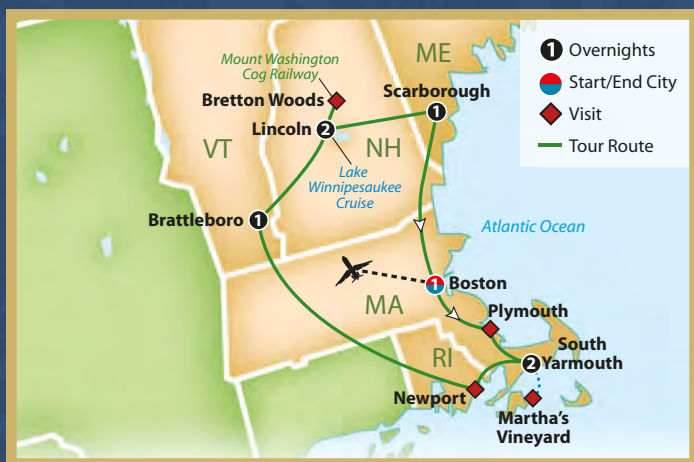 Mount Washington
Cog Railway
Bretton Woods
Lincoln
2
ME
Scarborough
1
VT
NH
Lake
Winnipesaukee
Cruise
Brattleboro
1
Atlantic Ocean
1
Boston
MA
Plymouth
RI
South
Yarmouth
2
Newport
Martha's
Vineyard
1 Overnights
Start/End City
Visit
Tour Route